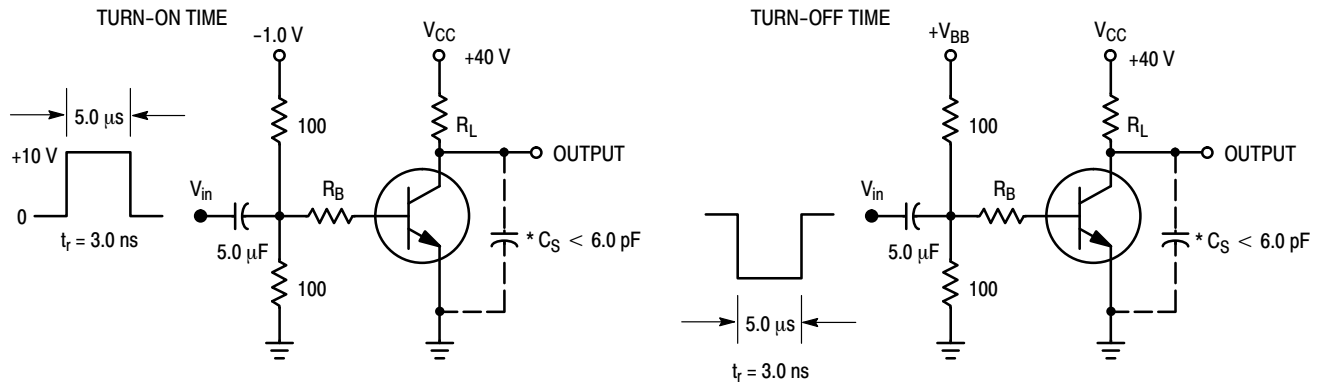 TURN-ON TIME
-1.0 V
VCC
+40 V
5.0 μs
100
RL
+10 V
OUTPUT
Vin
RB
0
tr = 3.0 ns
5.0 μF
* CS < 6.0 pF
100
TURN-OFF TIME
+VBB
VCC
+40 V
100
RL
OUTPUT
Vin
RB
5.0 μF
* CS < 6.0 pF
100
5.0 μs
tr = 3.0 ns